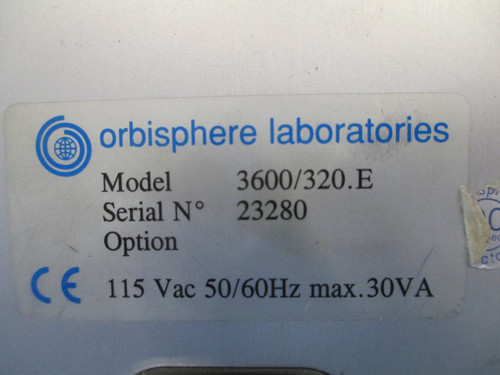 orbisphere laboratories
Model 3600/320.E
Serial N° 23280
Option
CE 115 Vac 50/60Hz max.30VA